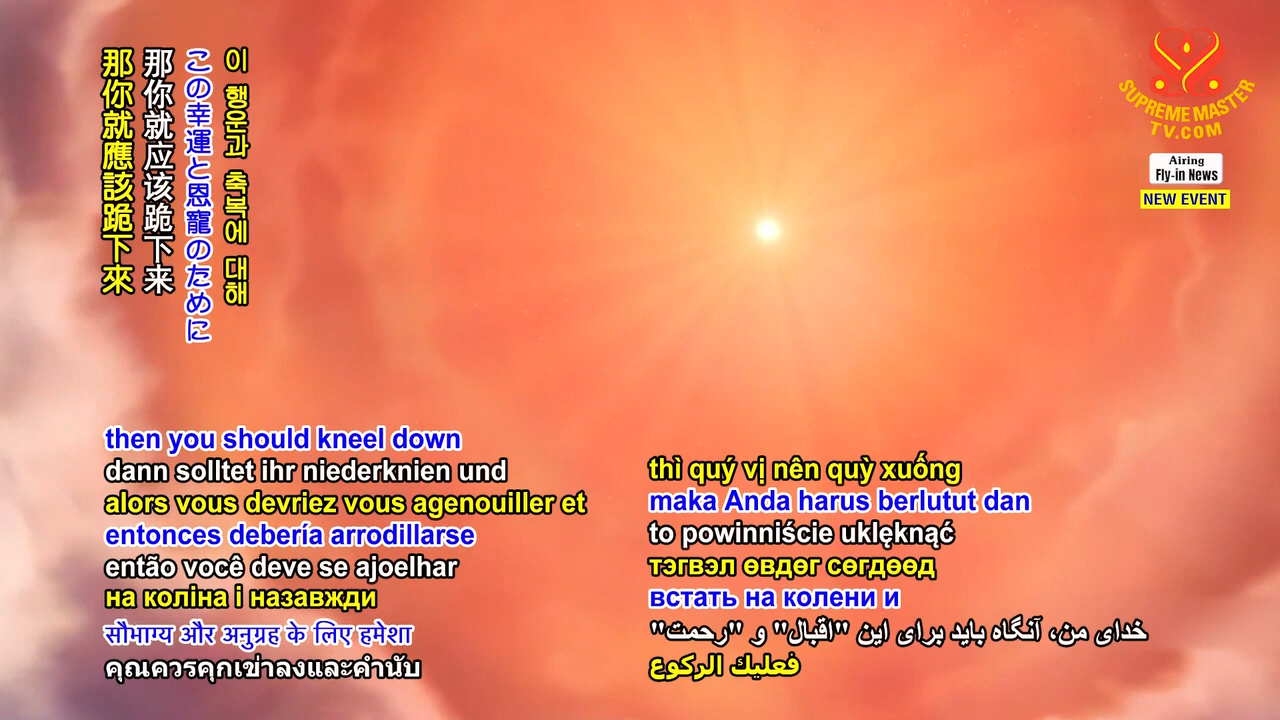 那你就應該跪下來
那你就应该跪下来
この幸運と恩寵のために
이 행운과 축복에 대해
SUPREME MASTER
TV.COM
Airing
Fly-in News
NEW EVENT
then you should kneel down
dann solltet ihr niederknien und
alors vous devriez vous agenouiller et
entonces debería arrodillarse
então você deve se ajoelhar
на коліна і назавжди
सौभाग्य और अनुग्रह के लिए हमेशा
คุณควรคุกเข่าลงและคำนับ
thì quý vị nên quỳ xuống
maka Anda harus berlutut dan
to powinniście uklęknąć
тэгвэл өвдөг сөгдөөд
встать на колени и
خدای من، آنگاه باید برای این "اقبال" و "رحمت"
فعليك الركوع